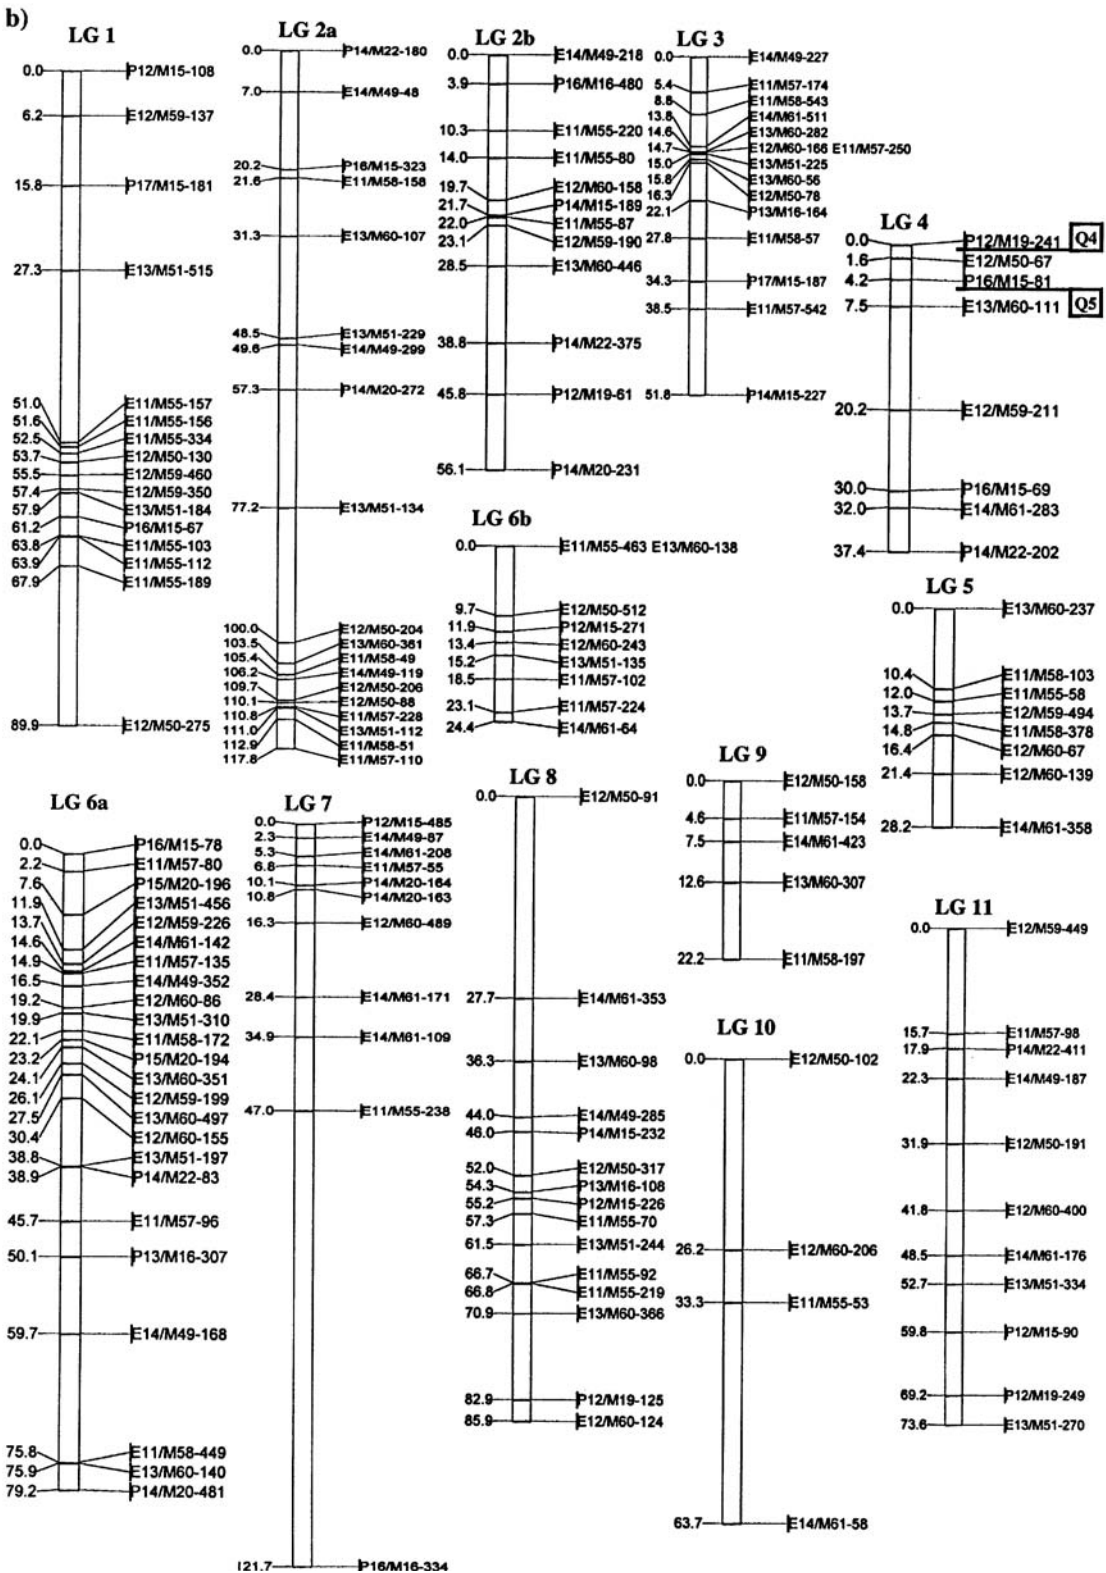 b)
LG 1
0.0 P12/M15-108
6.2 E12/M59-137
15.8 P17/M15-181
27.3 E13/M51-515
51.0 E11/M55-157
51.6 E11/M55-156
52.5 E11/M55-334
53.7 E12/M50-130
55.5 E12/M59-460
57.4 E12/M59-350
57.9 E13/M51-184
61.2 P16/M15-67
63.8 E11/M55-103
63.9 E11/M55-112
67.9 E11/M55-189
89.9 E12/M50-275
LG 2a
0.0 P14/M22-180
7.0 E14/M49-48
20.2 P16/M15-323
21.6 E11/M58-158
31.3 E13/M60-107
48.5 E13/M51-229
49.6 E14/M49-299
57.3 P14/M20-272
77.2 E13/M51-134
100.0 E12/M50-204
103.5 E13/M60-361
105.4 E11/M58-49
106.2 E14/M49-119
109.7 E12/M50-206
110.1 E12/M50-88
110.8 E11/M57-228
111.0 E13/M51-112
112.9 E11/M58-51
117.8 E11/M57-110
LG 2b
0.0 E14/M49-218
3.9 P16/M16-480
10.3 E11/M55-220
14.0 E11/M55-80
19.7 E12/M60-158
21.7 P14/M15-189
22.0 E11/M55-87
23.1 E12/M59-190
28.5 E13/M60-446
38.8 P14/M22-375
45.8 P12/M19-61
56.1 P14/M20-231
LG 3
0.0 E14/M49-227
5.4 E11/M57-174
8.8 E11/M58-543
13.8 E14/M61-511
14.6 E13/M60-282
14.7 E12/M60-166 E11/M57-250
15.0 E13/M51-225
15.8 E13/M60-56
16.3 E12/M50-78
22.1 P13/M16-164
27.8 E11/M58-57
34.3 P17/M15-187
38.5 E11/M57-542
51.8 P14/M15-227
LG 4
0.0 P12/M19-241 Q4
1.6 E12/M50-67
4.2 P16/M15-81
7.5 E13/M60-111 Q5
20.2 E12/M59-211
30.0 P16/M15-69
32.0 E14/M61-283
37.4 P14/M22-202
LG 6b
0.0 E11/M55-463 E13/M60-138
9.7 E12/M50-512
11.9 P12/M15-271
13.4 E12/M60-243
15.2 E13/M51-135
18.5 E11/M57-102
23.1 E11/M57-224
24.4 E14/M61-64
LG 5
0.0 E13/M60-237
10.4 E11/M58-103
12.0 E11/M55-58
13.7 E12/M59-494
14.8 E11/M58-378
16.4 E12/M60-67
21.4 E12/M60-139
28.2 E14/M61-358
LG 6a
0.0 P16/M15-78
2.2 E11/M57-80
7.6 P15/M20-196
11.9 E13/M51-456
13.7 E12/M59-226
14.6 E14/M61-142
14.9 E11/M57-135
16.5 E14/M49-352
19.2 E12/M60-86
19.9 E13/M51-310
22.1 E11/M58-172
23.2 P15/M20-194
24.1 E13/M60-351
26.1 E12/M59-199
27.5 E13/M60-497
30.4 E12/M60-155
38.8 E13/M51-197
38.9 P14/M22-83
45.7 E11/M57-96
50.1 P13/M16-307
59.7 E14/M49-168
75.8 E11/M58-449
75.9 E13/M60-140
79.2 P14/M20-481
LG 7
0.0 P12/M15-485
2.3 E14/M49-87
5.3 E14/M61-208
6.8 E11/M57-55
10.1 P14/M20-164
10.8 P14/M20-163
16.3 E12/M60-489
28.4 E14/M61-171
34.9 E14/M61-109
47.0 E11/M55-238
121.7 P16/M16-334
LG 8
0.0 E12/M50-91
27.7 E14/M61-353
36.3 E13/M60-98
44.0 E14/M49-285
46.0 P14/M15-232
52.0 E12/M50-317
54.3 P13/M16-108
55.2 P12/M15-226
57.3 E11/M55-70
61.5 E13/M51-244
66.7 E11/M55-92
66.8 E11/M55-219
70.9 E13/M60-366
82.9 P12/M19-125
85.9 E12/M60-124
LG 9
0.0 E12/M50-158
4.6 E11/M57-154
7.5 E14/M61-423
12.6 E13/M60-307
22.2 E11/M58-197
LG 10
0.0 E12/M50-102
26.2 E12/M60-206
33.3 E11/M55-53
63.7 E14/M61-58
LG 11
0.0 E12/M59-449
15.7 E11/M57-98
17.9 P14/M22-411
22.3 E14/M49-187
31.9 E12/M50-191
41.8 E12/M60-400
48.5 E14/M61-176
52.7 E13/M51-334
59.8 P12/M15-90
69.2 P12/M19-249
73.6 E13/M51-270